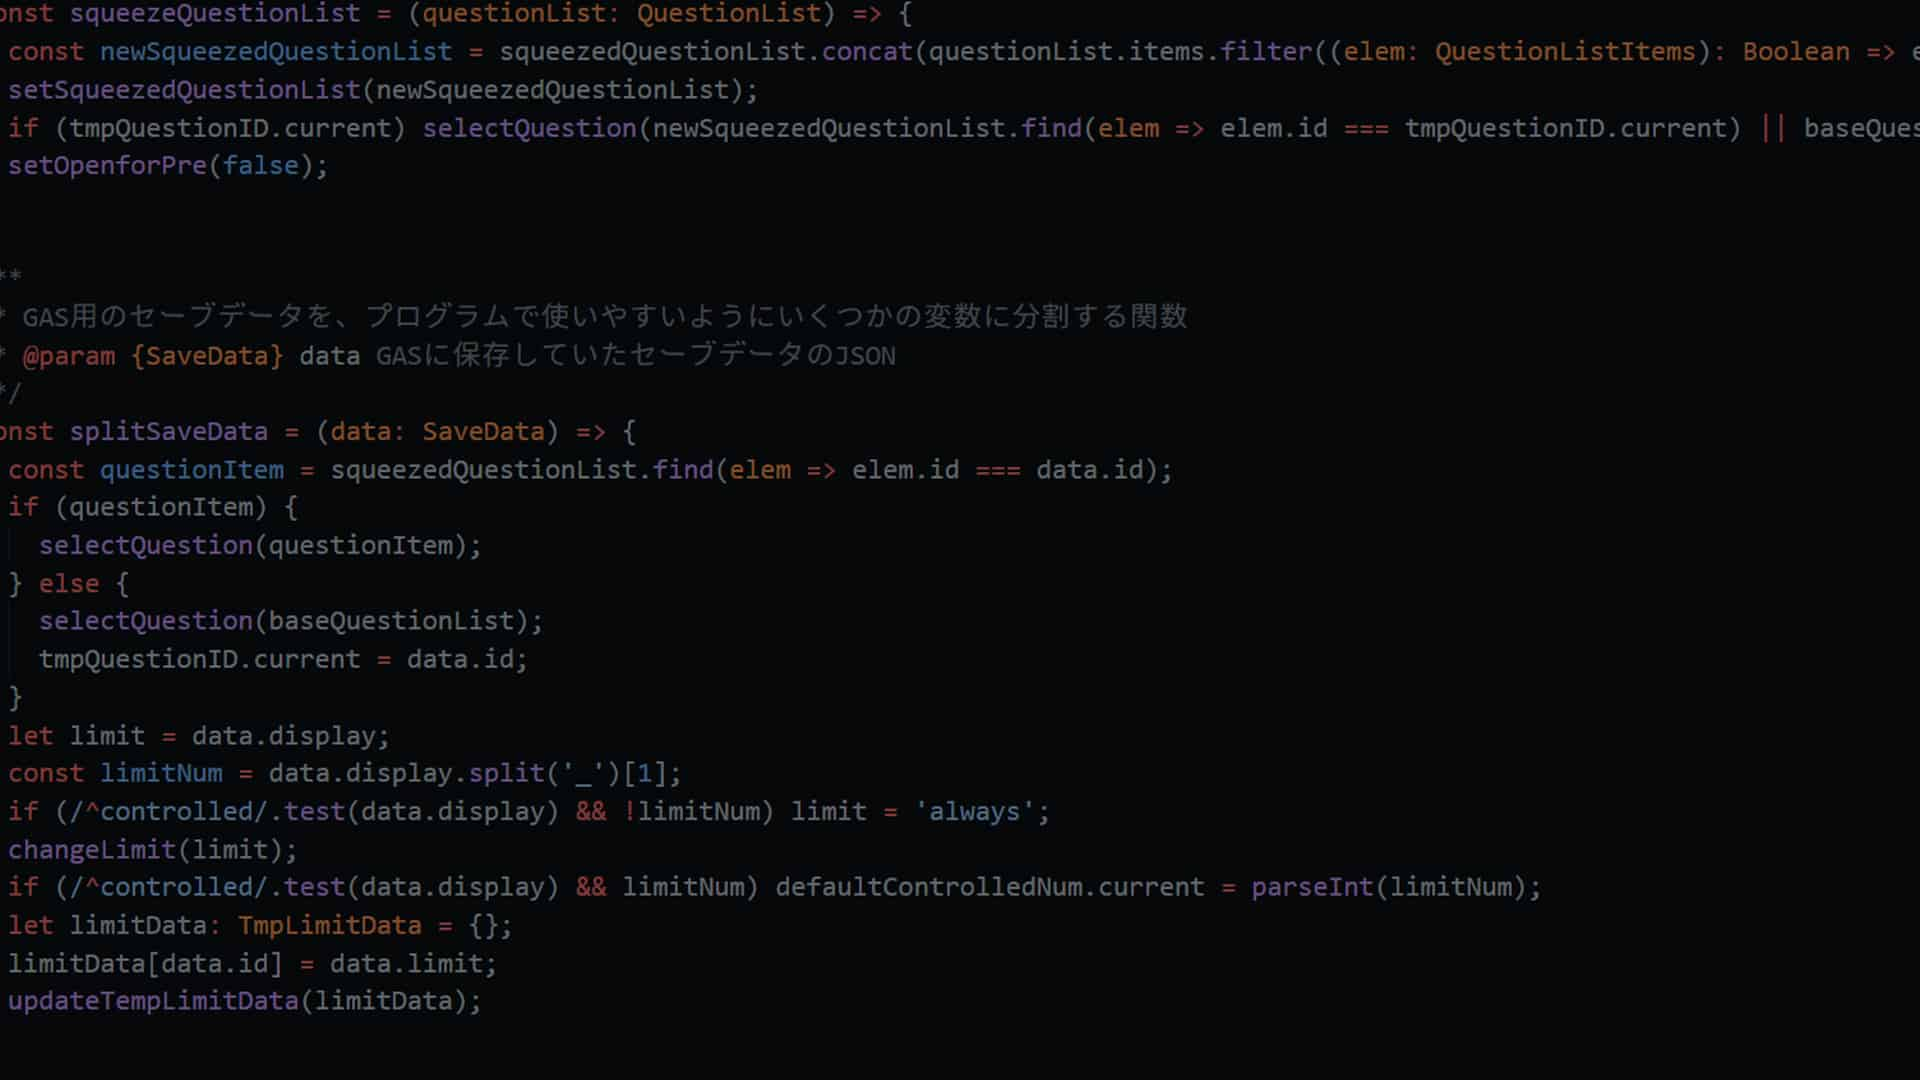 onst squeezeQuestionList = (questionList: QuestionList) => {
const newSqueezedQuestionList = squeezedQuestionList.concat(questionList.items.filter((elem: QuestionListItems): Boolean => e
setSqueezedQuestionList(newSqueezedQuestionList);
if (tmpQuestionID.current) selectQuestion(newSqueezedQuestionList.find(elem => elem.id === tmpQuestionID.current) || baseQues
setOpenforPre(false);
**
* GAS用のセーブデータを、プログラムで使いやすいようにいくつかの変数に分割する関数
* @param {SaveData} data GASに保存していたセーブデータのJSON
*/
onst splitSaveData = (data: SaveData) => {
const questionItem = squeezedQuestionList.find(elem => elem.id === data.id);
if (questionItem) {
selectQuestion(questionItem);
} else {
selectQuestion(baseQuestionList);
tmpQuestionID.current = data.id;
}
let limit = data.display;
const limitNum = data.display.split('_')[1];
if (/^controlled/.test(data.display) && !limitNum) limit = 'always';
changeLimit(limit);
if (/^controlled/.test(data.display) && limitNum) defaultControlledNum.current = parseInt(limitNum);
let limitData: TmpLimitData = {};
limitData[data.id] = data.limit;
updateTempLimitData(limitData);